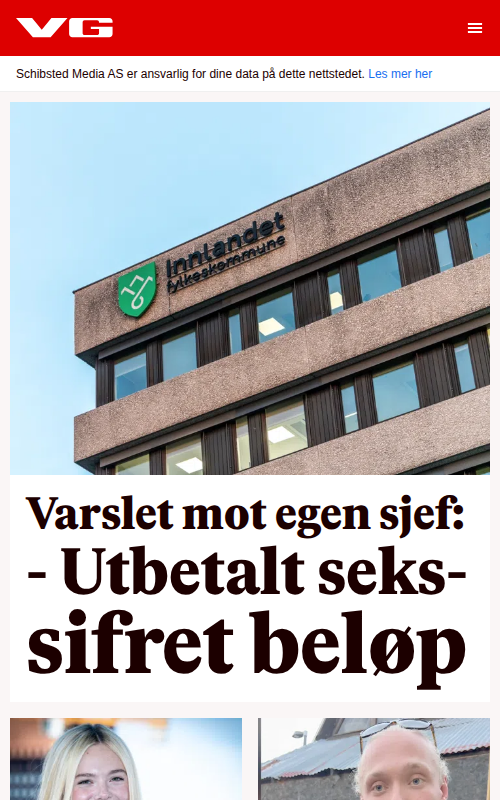 VG
Schibsted Media AS er ansvarlig for dine data på dette nettstedet. Les mer her
Innlandet
fylkeskommune
Varslet mot egen sjef:
- Utbetalt seks-
sifret beløp